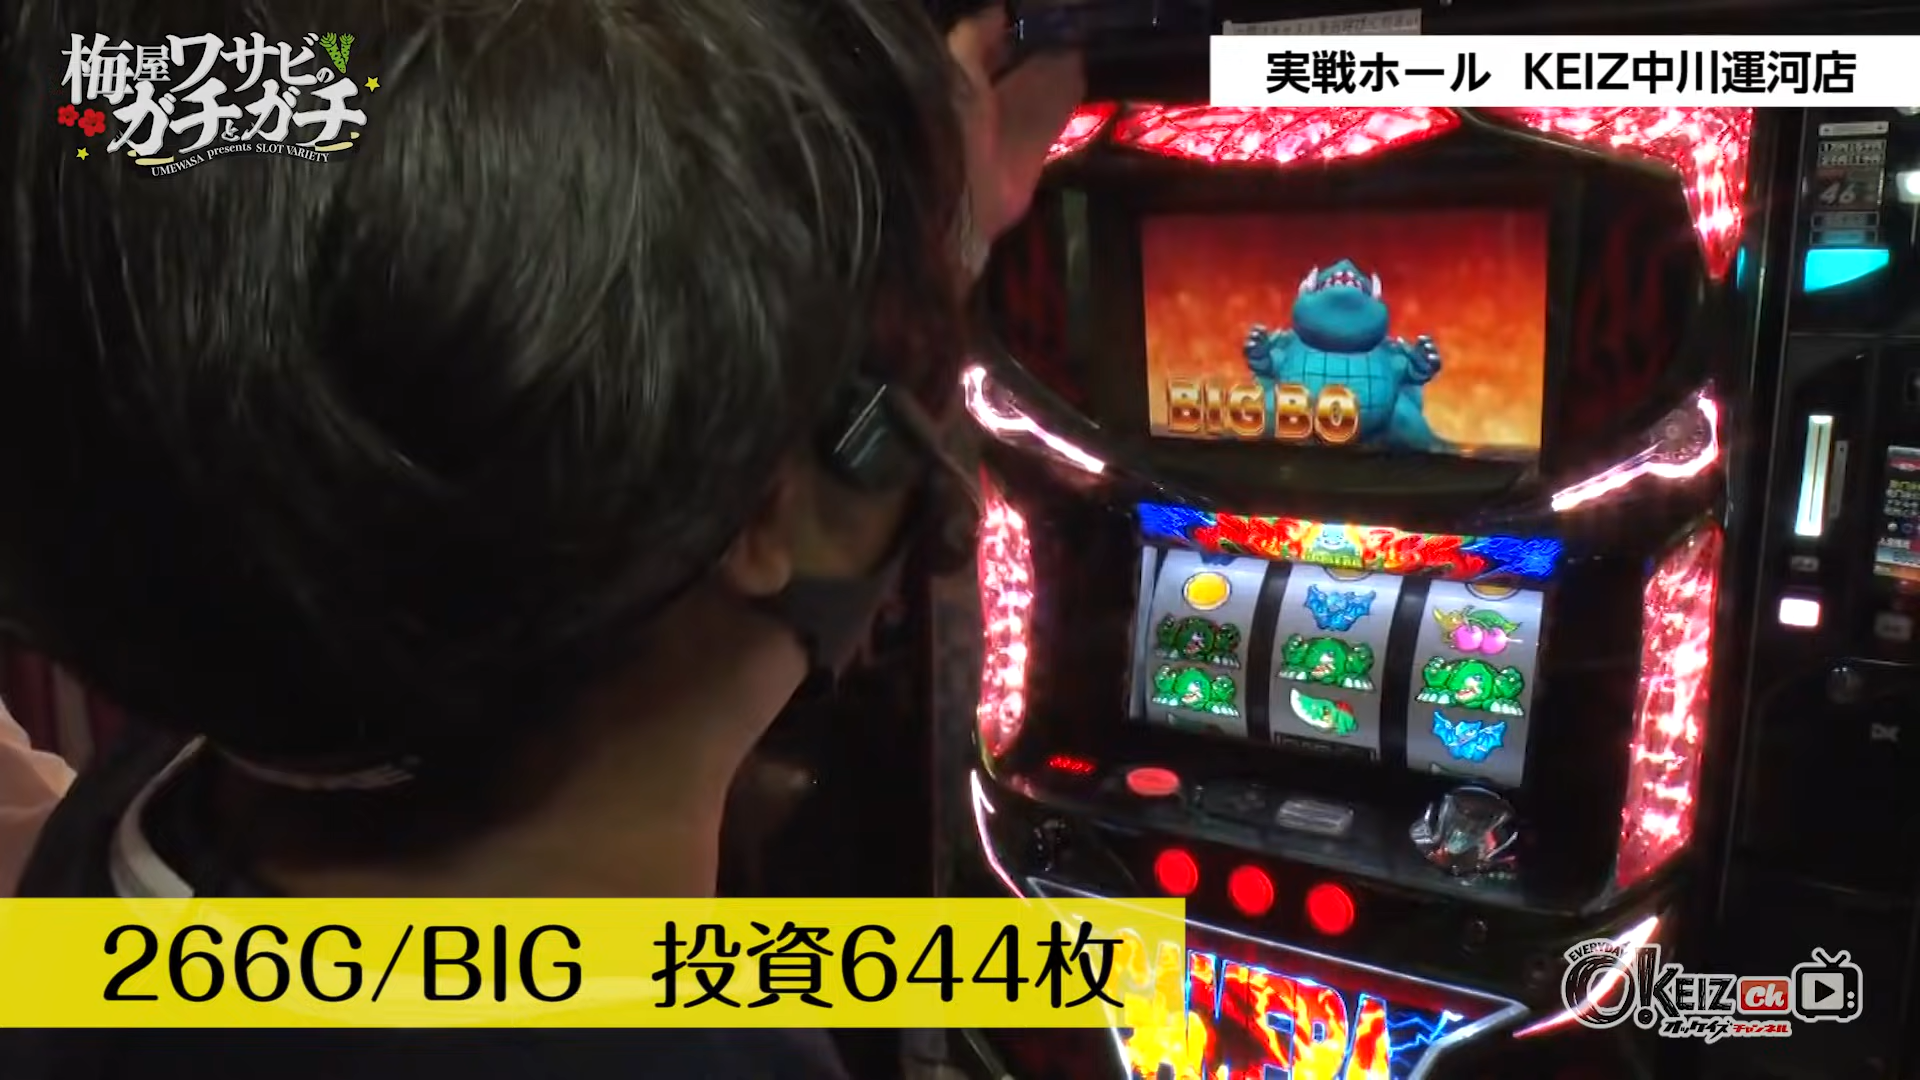 梅屋ワサビの
ガチとガチ
UMEWASA presents SLOT VARIETY
実戦ホール KEIZ中川運河店
46
BIG BO
266G/BIG 投資644枚
EVERYDAY
O!KEIZ ch
オッケイズチャンネル